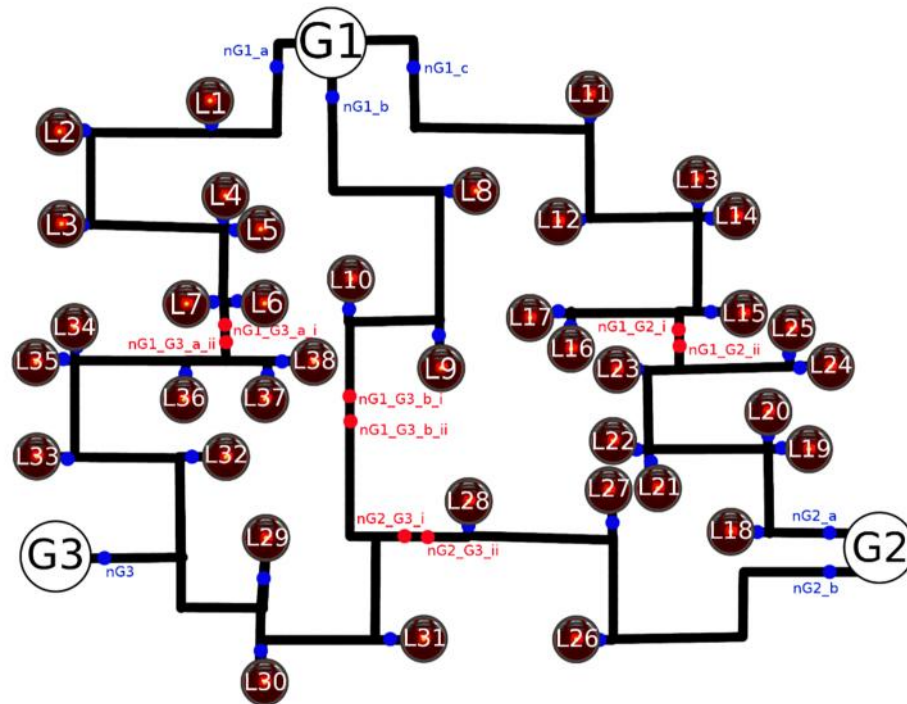 G1
nG1_a
nG1_c
nG1_b
L1
L11
L2
L13
L8
L4
L3
L5
L12
L14
L10
L7
L6
L17
L15
nG1_G3_a_i
L34
nG1_G2_i
L25
nG1_G3_a_ii
L16
nG1_G2_ii
L35
L38
L9
L23
L24
L36
L37
nG1_G3_b_i
L20
nG1_G3_b_ii
L22
L19
L33
L32
L21
L27
L28
nG2_G3_i
nG2_a
L18
L29
nG2_G3_ii
G2
G3
nG3
nG2_b
L31
L26
L30